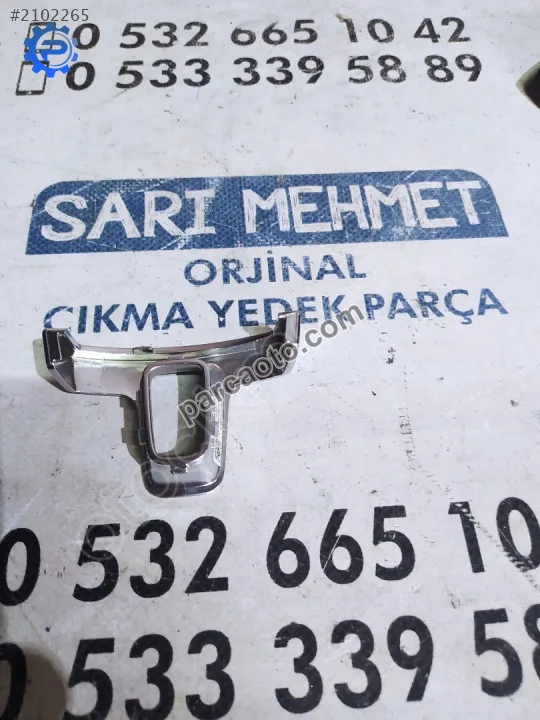 #2102265
0 532 665 10 42
0 533 339 58 89
SARI MEHMET
ORJİNAL
ÇIKMA YEDEK PARÇA
parcaoto.com
0 532 665 10
0 533 339 58